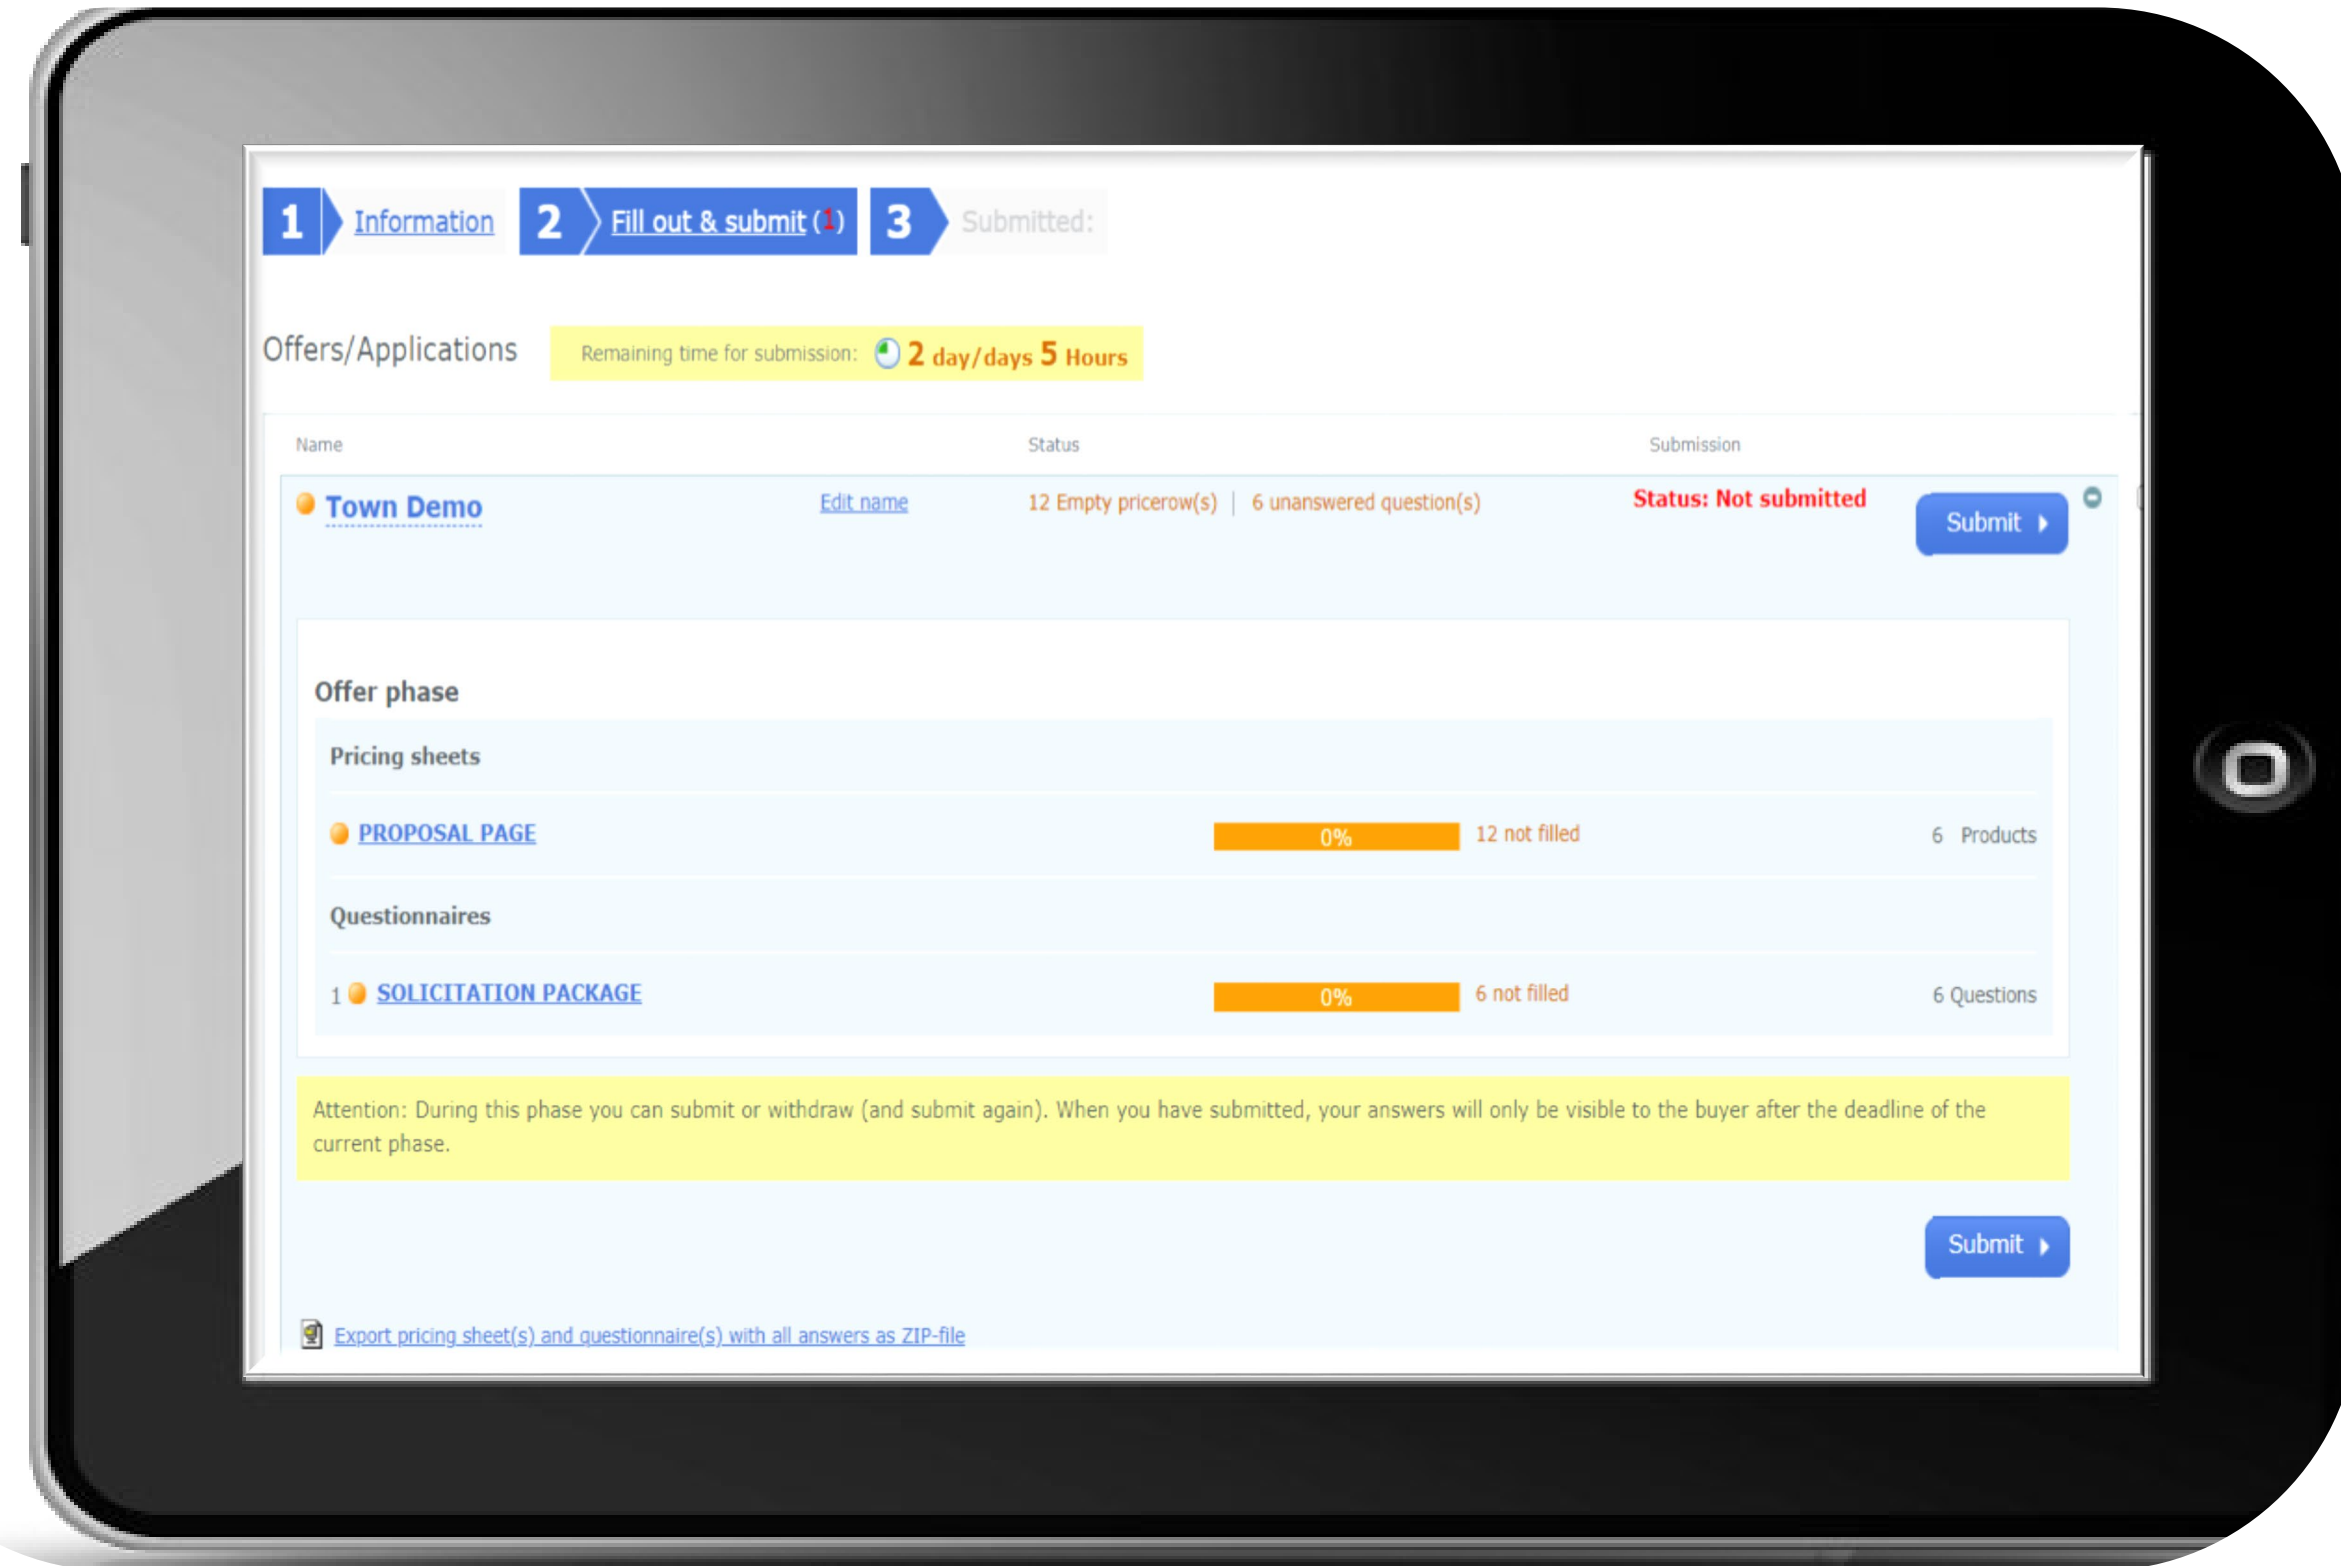 1 Information 2 Fill out & submit (1) 3 Submitted:
Offers/Applications Remaining time for submission: 2 day/days 5 Hours
Name Status Submission
Town Demo Edit name 12 Empty pricerow(s) | 6 unanswered question(s) Status: Not submitted Submit
Offer phase
Pricing sheets
PROPOSAL PAGE 0% 12 not filled 6 Products
Questionnaires
1 SOLICITATION PACKAGE 0% 6 not filled 6 Questions
Attention: During this phase you can submit or withdraw (and submit again). When you have submitted, your answers will only be visible to the buyer after the deadline of the
current phase.
Submit
Export pricing sheet(s) and questionnaire(s) with all answers as ZIP-file